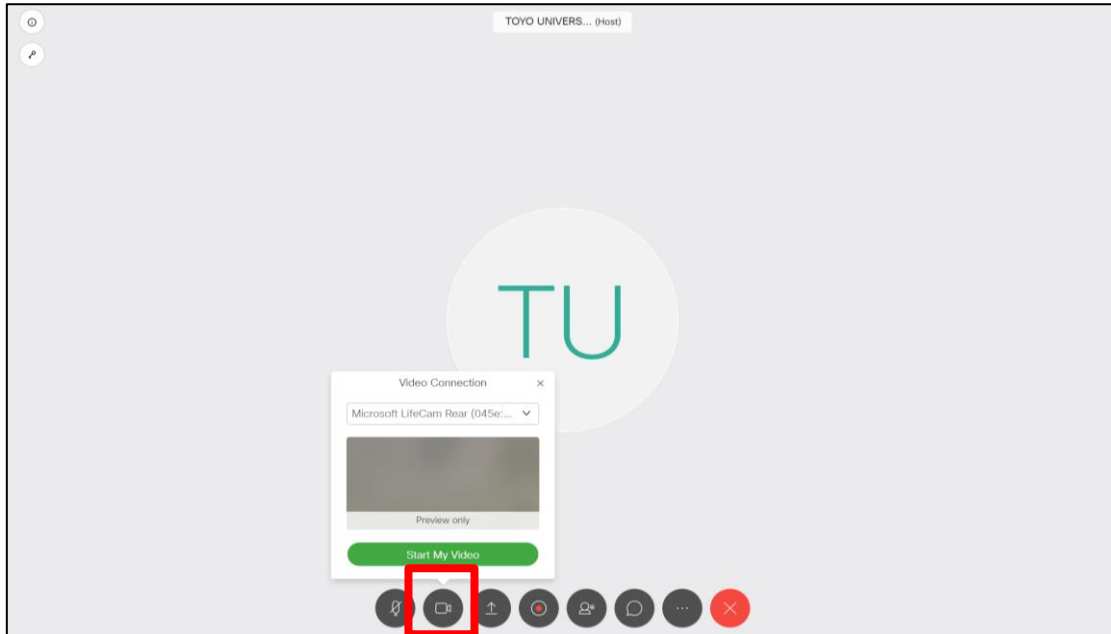 TOYO UNIVERS... (Host)
TU
Video Connection
Microsoft LifeCam Rear (045e:...
Preview only
Start My Video